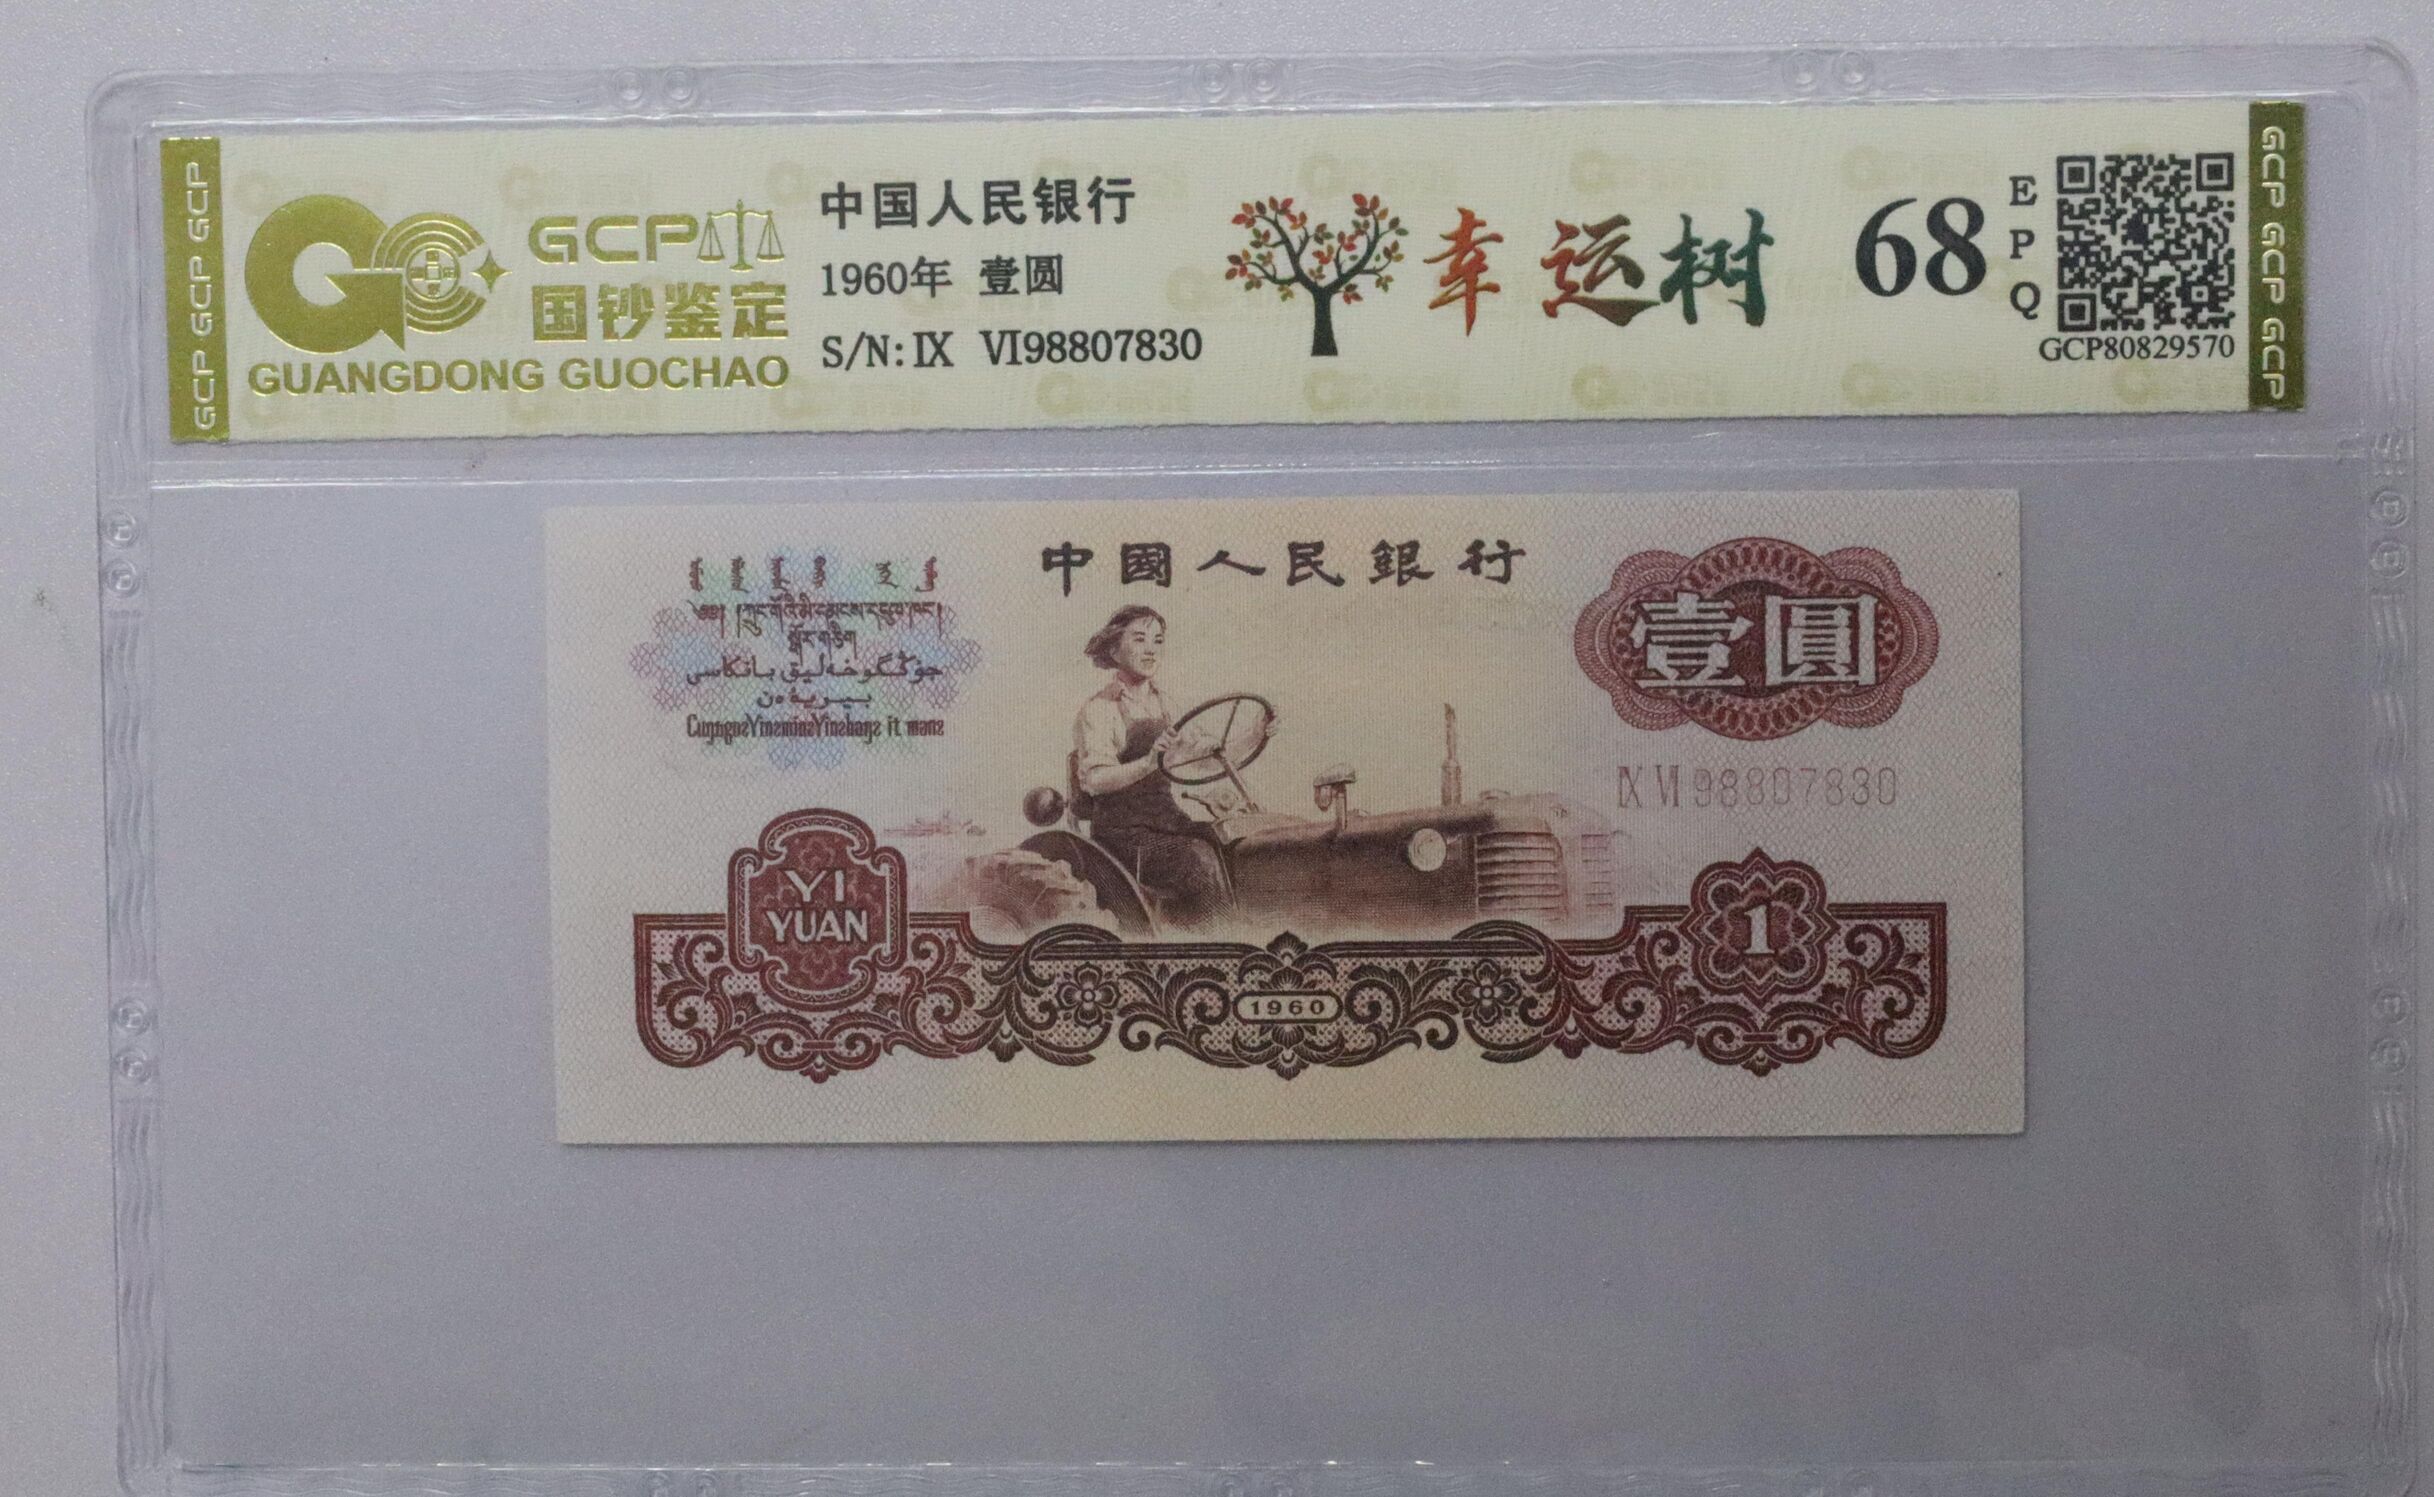 GCP GCP GCP
GCP
国钞鉴定
GUANGDONG GUOCHAO
中国人民银行
1960年 壹圆
S/N: IX VI98807830
幸运树
68
E
P
Q
GCP80829570
GCP GCP GCP
中國人民銀行
壹圓
IX VI 98807830
YI
YUAN
1960
1